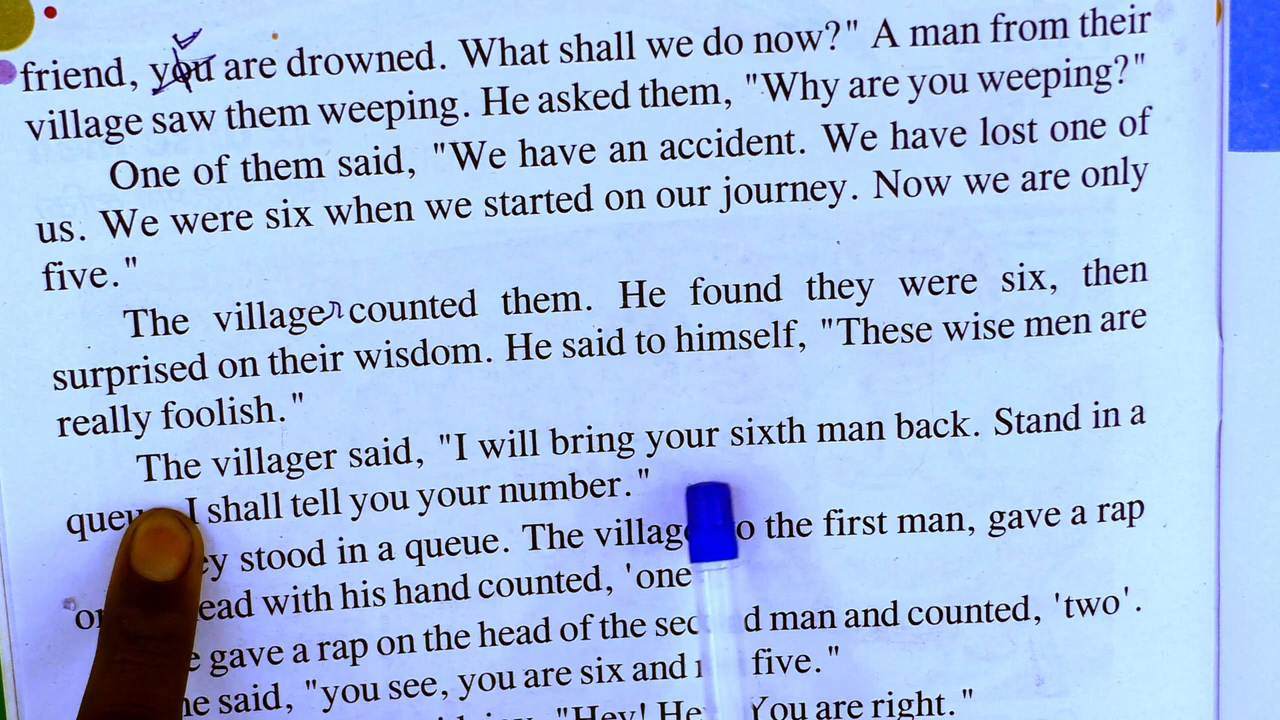 friend, you are drowned. What shall we do now?" A man from their
village saw them weeping. He asked them, "Why are you weeping?"
One of them said, "We have an accident. We have lost one of
us. We were six when we started on our journey. Now we are only
five."
The villager counted them. He found they were six, then
surprised on their wisdom. He said to himself, "These wise men are
really foolish."
The villager said, "I will bring your sixth man back. Stand in a
I shall tell you your number."
stood in a queue. The the first man, gave a rap
with his hand counted, 'one
gave a rap on the head of the man and counted, 'two'.
said, "you see, you are six and five."
"Hey! You are right."